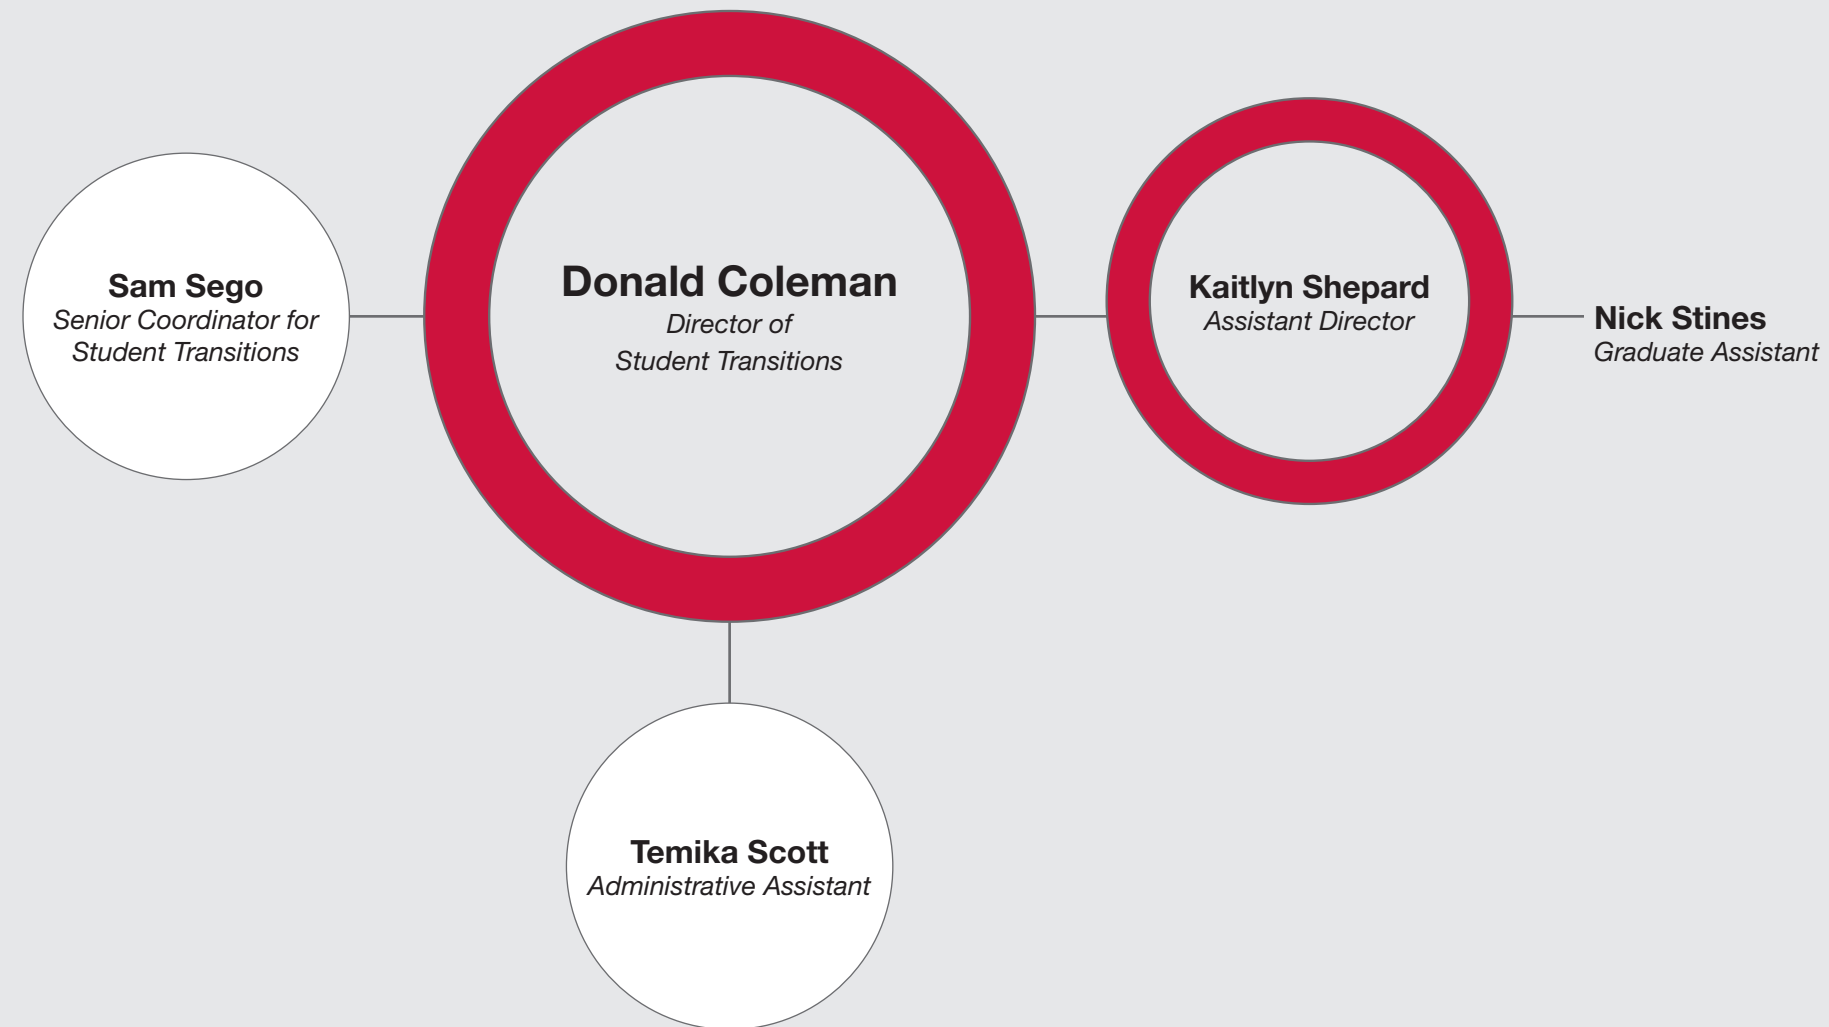 Sam Sego
Senior Coordinator for
Student Transitions
Donald Coleman
Director of
Student Transitions
Kaitlyn Shepard
Assistant Director
Nick Stines
Graduate Assistant
Temika Scott
Administrative Assistant